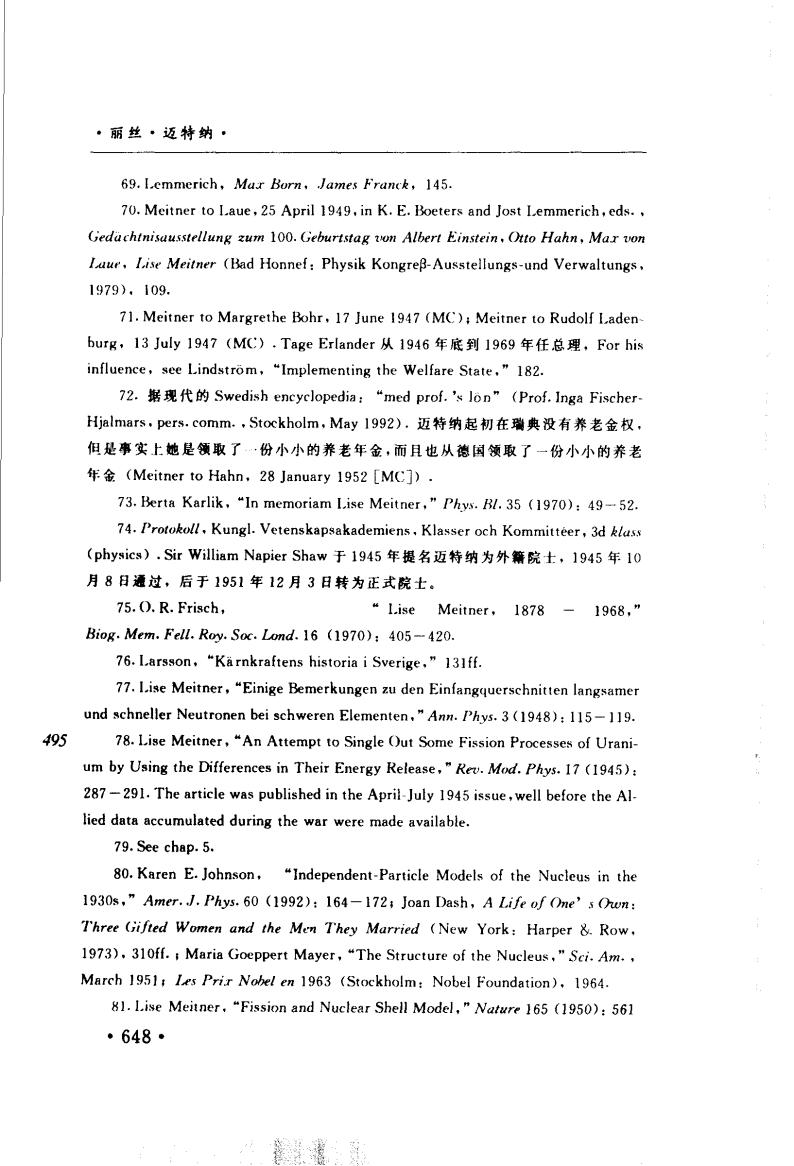 ·丽丝·迈特纳·
69. Lemmerich, Max Born, James Franck, 145.
70. Meitner to Laue, 25 April 1949, in K. E. Boeters and Jost Lemmerich, eds.,
Gedächtnisausstellung zum 100. Geburtstag von Albert Einstein, Otto Hahn, Max von
Laue, Lise Meitner (Bad Honnef: Physik Kongreβ-Ausstellungs-und Verwaltungs,
1979), 109.
71. Meitner to Margrethe Bohr, 17 June 1947 (MC); Meitner to Rudolf Laden-
burg, 13 July 1947 (MC). Tage Erlander 从 1946 年底到 1969 年任总理, For his
influence, see Lindström, “Implementing the Welfare State,” 182.
72. 据现代的 Swedish encyclopedia: “med prof. 's lön” (Prof. Inga Fischer-
Hjalmars, pers. comm., Stockholm, May 1992). 迈特纳起初在瑞典没有养老金权,
但是事实上她是领取了一份小小的养老年金,而且也从德国领取了一份小小的养老
年金 (Meitner to Hahn, 28 January 1952 [MC]).
73. Berta Karlik, “In memoriam Lise Meitner,” Phys. Bl. 35 (1970): 49—52.
74. Protokoll, Kungl. Vetenskapsakademiens, Klasser och Kommittéer, 3d klass
(physics). Sir William Napier Shaw 于 1945 年提名迈特纳为外籍院士, 1945 年 10
月 8 日通过, 后于 1951 年 12 月 3 日转为正式院士。
75. O. R. Frisch, “ Lise Meitner, 1878 — 1968,”
Biog. Mem. Fell. Roy. Soc. Lond. 16 (1970): 405—420.
76. Larsson, “Kärnkraftens historia i Sverige,” 131ff.
77. Lise Meitner, “Einige Bemerkungen zu den Einfangquerschnitten langsamer
und schneller Neutronen bei schweren Elementen,” Ann. Phys. 3 (1948): 115—119.
495
78. Lise Meitner, “An Attempt to Single Out Some Fission Processes of Urani-
um by Using the Differences in Their Energy Release,” Rev. Mod. Phys. 17 (1945):
287—291. The article was published in the April-July 1945 issue, well before the Al-
lied data accumulated during the war were made available.
79. See chap. 5.
80. Karen E. Johnson, “Independent-Particle Models of the Nucleus in the
1930s,” Amer. J. Phys. 60 (1992): 164—172; Joan Dash, A Life of One's Own:
Three Gifted Women and the Men They Married (New York: Harper & Row,
1973), 310ff.; Maria Goeppert Mayer, “The Structure of the Nucleus,” Sci. Am.,
March 1951; Les Prix Nobel en 1963 (Stockholm: Nobel Foundation), 1964.
81. Lise Meitner, “Fission and Nuclear Shell Model,” Nature 165 (1950): 561
·648·